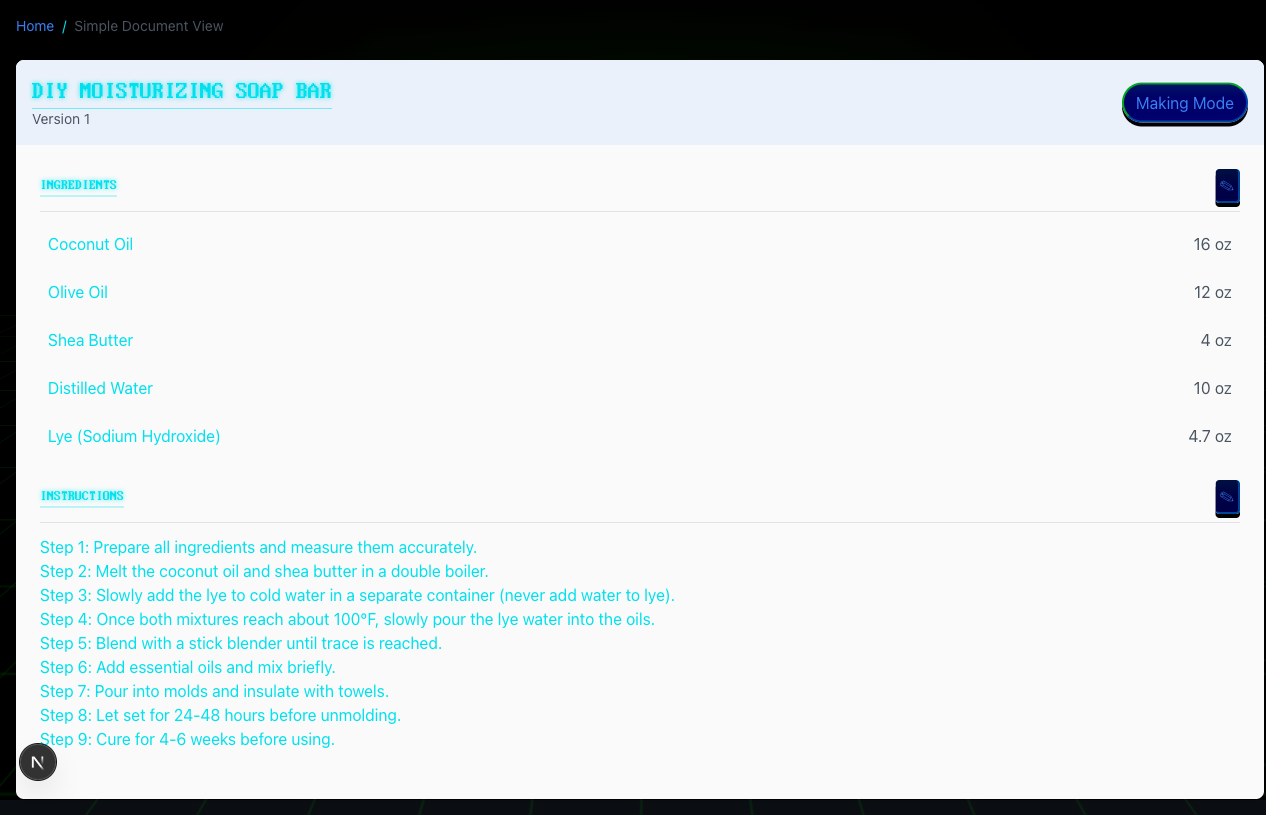 Home / Simple Document View
DIY MOISTURIZING SOAP BAR
Version 1
Making Mode
INGREDIENTS
Coconut Oil 16 oz
Olive Oil 12 oz
Shea Butter 4 oz
Distilled Water 10 oz
Lye (Sodium Hydroxide) 4.7 oz
INSTRUCTIONS
Step 1: Prepare all ingredients and measure them accurately.
Step 2: Melt the coconut oil and shea butter in a double boiler.
Step 3: Slowly add the lye to cold water in a separate container (never add water to lye).
Step 4: Once both mixtures reach about 100°F, slowly pour the lye water into the oils.
Step 5: Blend with a stick blender until trace is reached.
Step 6: Add essential oils and mix briefly.
Step 7: Pour into molds and insulate with towels.
Step 8: Let set for 24-48 hours before unmolding.
Step 9: Cure for 4-6 weeks before using.
N